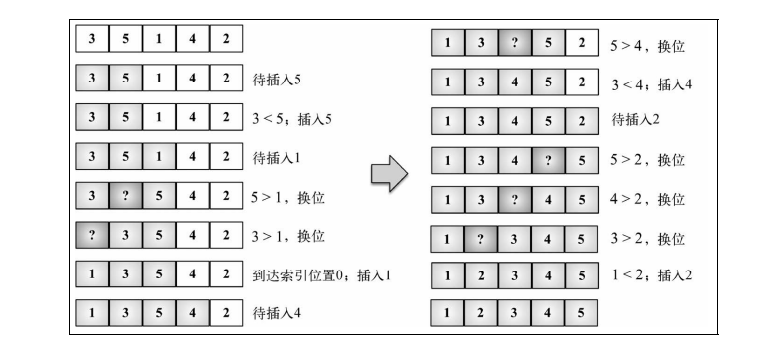 3 5 1 4 2
3 5 1 4 2 待插入5
3 5 1 4 2 3 < 5；插入5
3 5 1 4 2 待插入1
3 ? 5 4 2 5 > 1，换位
? 3 5 4 2 3 > 1，换位
1 3 5 4 2 到达索引位置0；插入1
1 3 5 4 2 待插入4
1 3 ? 5 2 5 > 4，换位
1 3 4 5 2 3 < 4；插入4
1 3 4 5 2 待插入2
1 3 4 ? 5 5 > 2，换位
1 3 ? 4 5 4 > 2，换位
1 ? 3 4 5 3 > 2，换位
1 2 3 4 5 1 < 2；插入2
1 2 3 4 5